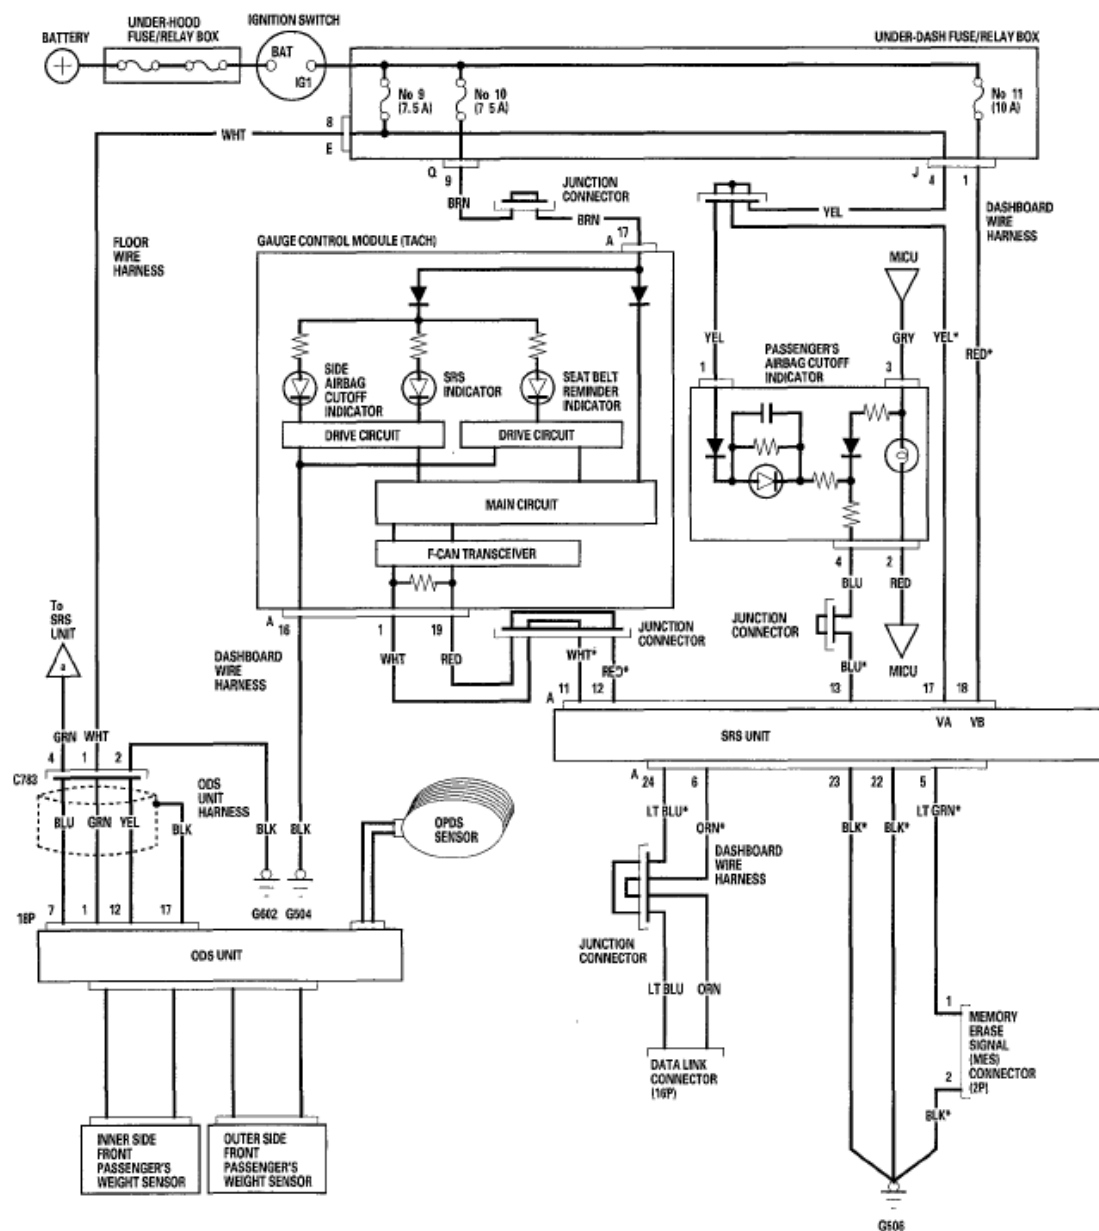 BATTERY
UNDER-HOOD
FUSE/RELAY BOX
IGNITION SWITCH
BAT
IG1
UNDER-DASH FUSE/RELAY BOX
No 9
(7.5 A)
No 10
(7 5 A)
No 11
(10 A)
WHT
8
E
Q
9
J
4
1
BRN
JUNCTION
CONNECTOR
BRN
YEL
DASHBOARD
WIRE
HARNESS
FLOOR
WIRE
HARNESS
GAUGE CONTROL MODULE (TACH)
A
17
MICU
YEL
GRY
YEL*
RED*
PASSENGER'S
AIRBAG CUTOFF
INDICATOR
1
3
SIDE
AIRBAG
CUTOFF
INDICATOR
SRS
INDICATOR
SEAT BELT
REMINDER
INDICATOR
DRIVE CIRCUIT
DRIVE CIRCUIT
MAIN CIRCUIT
F-CAN TRANSCEIVER
4
2
BLU
RED
To
SRS
UNIT
a
A
16
1
19
JUNCTION
CONNECTOR
JUNCTION
CONNECTOR
DASHBOARD
WIRE
HARNESS
WHT
RED
WHT*
RED*
BLU*
MICU
A
11
12
13
17
18
VA
VB
SRS UNIT
GRN
WHT
4
1
2
C783
ODS
UNIT
HARNESS
BLU
GRN
YEL
BLK
BLK
BLK
OPDS
SENSOR
A
24
6
23
22
5
LT BLU*
ORN*
BLK*
BLK*
LT GRN*
DASHBOARD
WIRE
HARNESS
G602
G504
18P
7
1
12
17
ODS UNIT
JUNCTION
CONNECTOR
LT BLU
ORN
1
MEMORY
ERASE
SIGNAL
(MES)
CONNECTOR
(2P)
2
DATA LINK
CONNECTOR
(16P)
BLK*
INNER SIDE
FRONT
PASSENGER'S
WEIGHT SENSOR
OUTER SIDE
FRONT
PASSENGER'S
WEIGHT SENSOR
G506